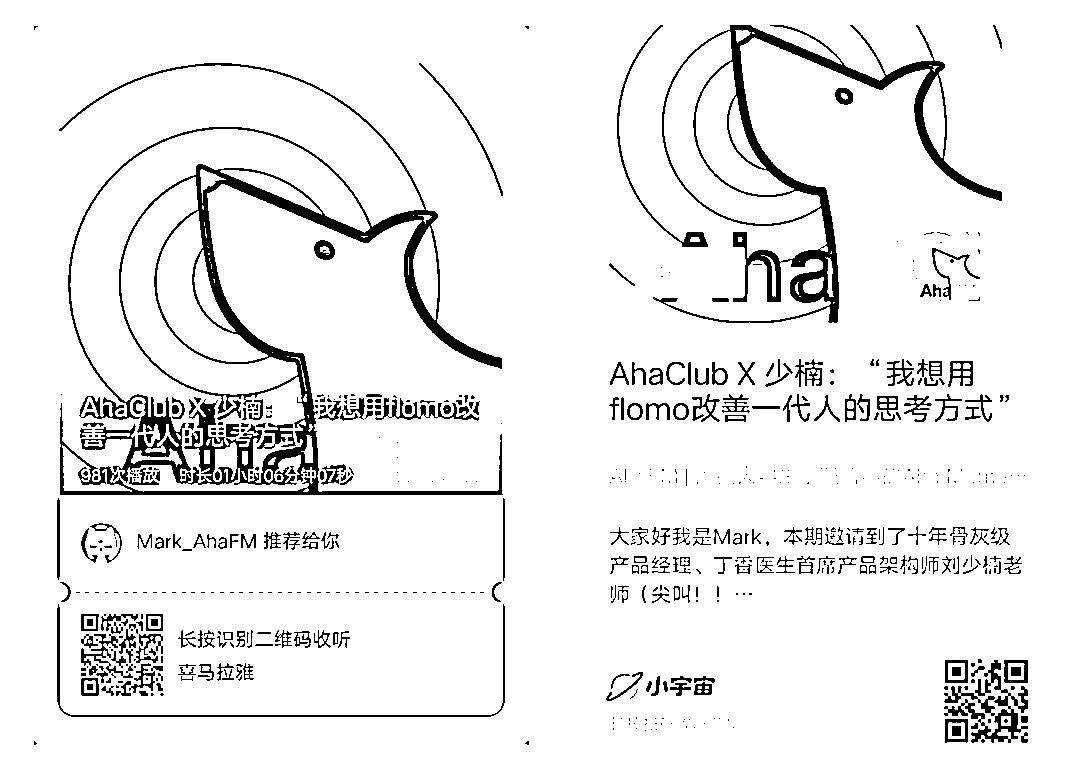 AhaClub X 少楠：“我想用flomo改
善一代人的思考方式”
981次播放 时长01小时06分钟07秒
Mark_AhaFM 推荐给你
长按识别二维码收听
喜马拉雅
Aha
Aha
AhaClub X 少楠：“我想用
flomo改善一代人的思考方式”
大家好我是Mark，本期邀请到了十年骨灰级
产品经理、丁香医生首席产品架构师刘少楠老
师（尖叫！！…
小宇宙